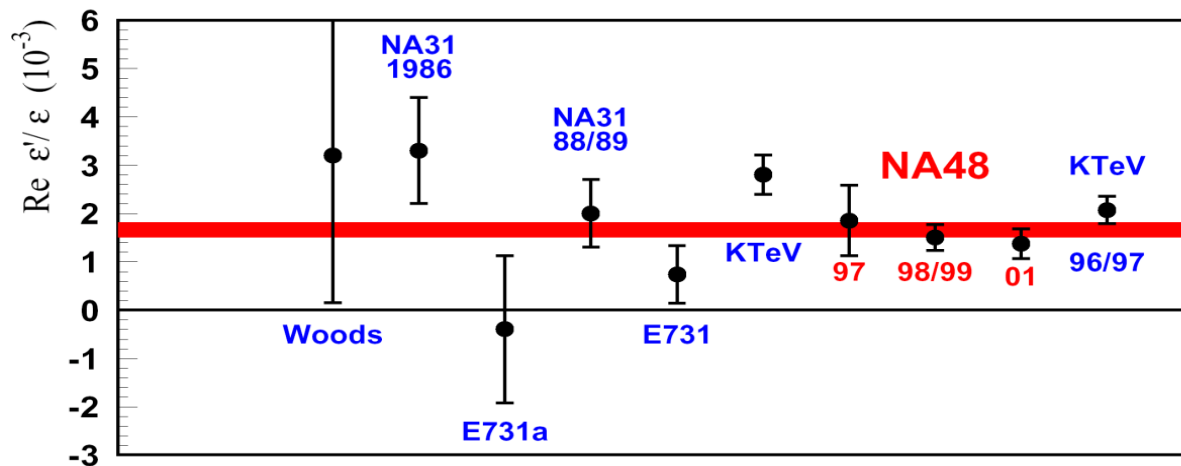 Re ε'/ε (10⁻³)
6
5
4
3
2
1
0
-1
-2
-3
Woods
NA31
1986
E731a
NA31
88/89
E731
KTeV
NA48
97
98/99
01
KTeV
96/97